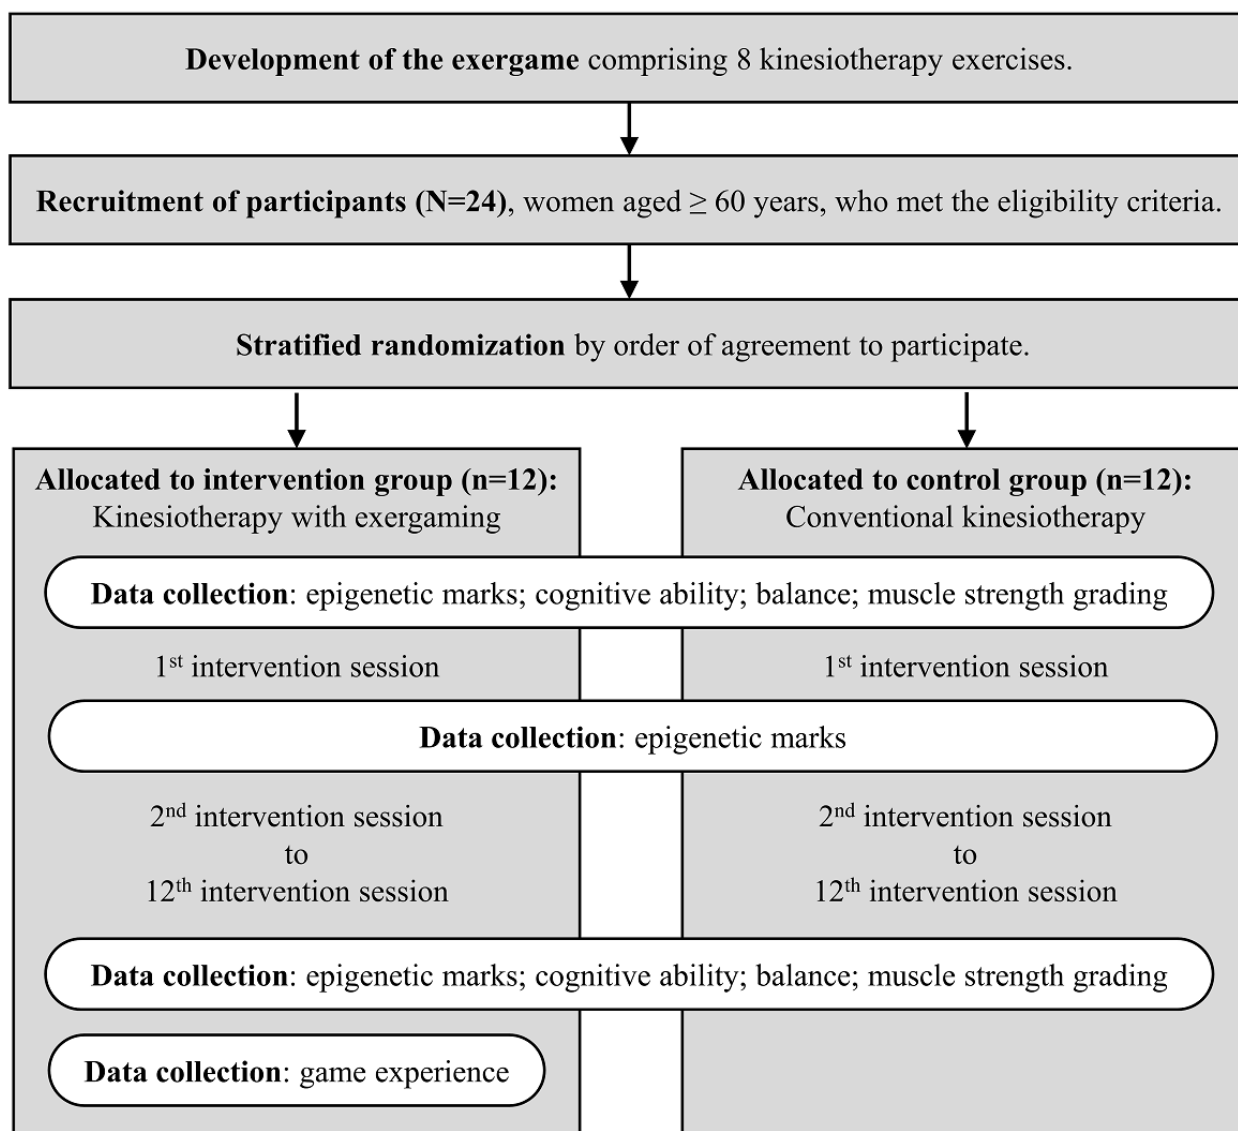 Development of the exergame comprising 8 kinesiotherapy exercises.
Recruitment of participants (N=24), women aged ≥ 60 years, who met the eligibility criteria.
Stratified randomization by order of agreement to participate.
Allocated to intervention group (n=12):
Kinesiotherapy with exergaming
Allocated to control group (n=12):
Conventional kinesiotherapy
Data collection: epigenetic marks; cognitive ability; balance; muscle strength grading
1st intervention session
1st intervention session
Data collection: epigenetic marks
2nd intervention session
to
12th intervention session
2nd intervention session
to
12th intervention session
Data collection: epigenetic marks; cognitive ability; balance; muscle strength grading
Data collection: game experience